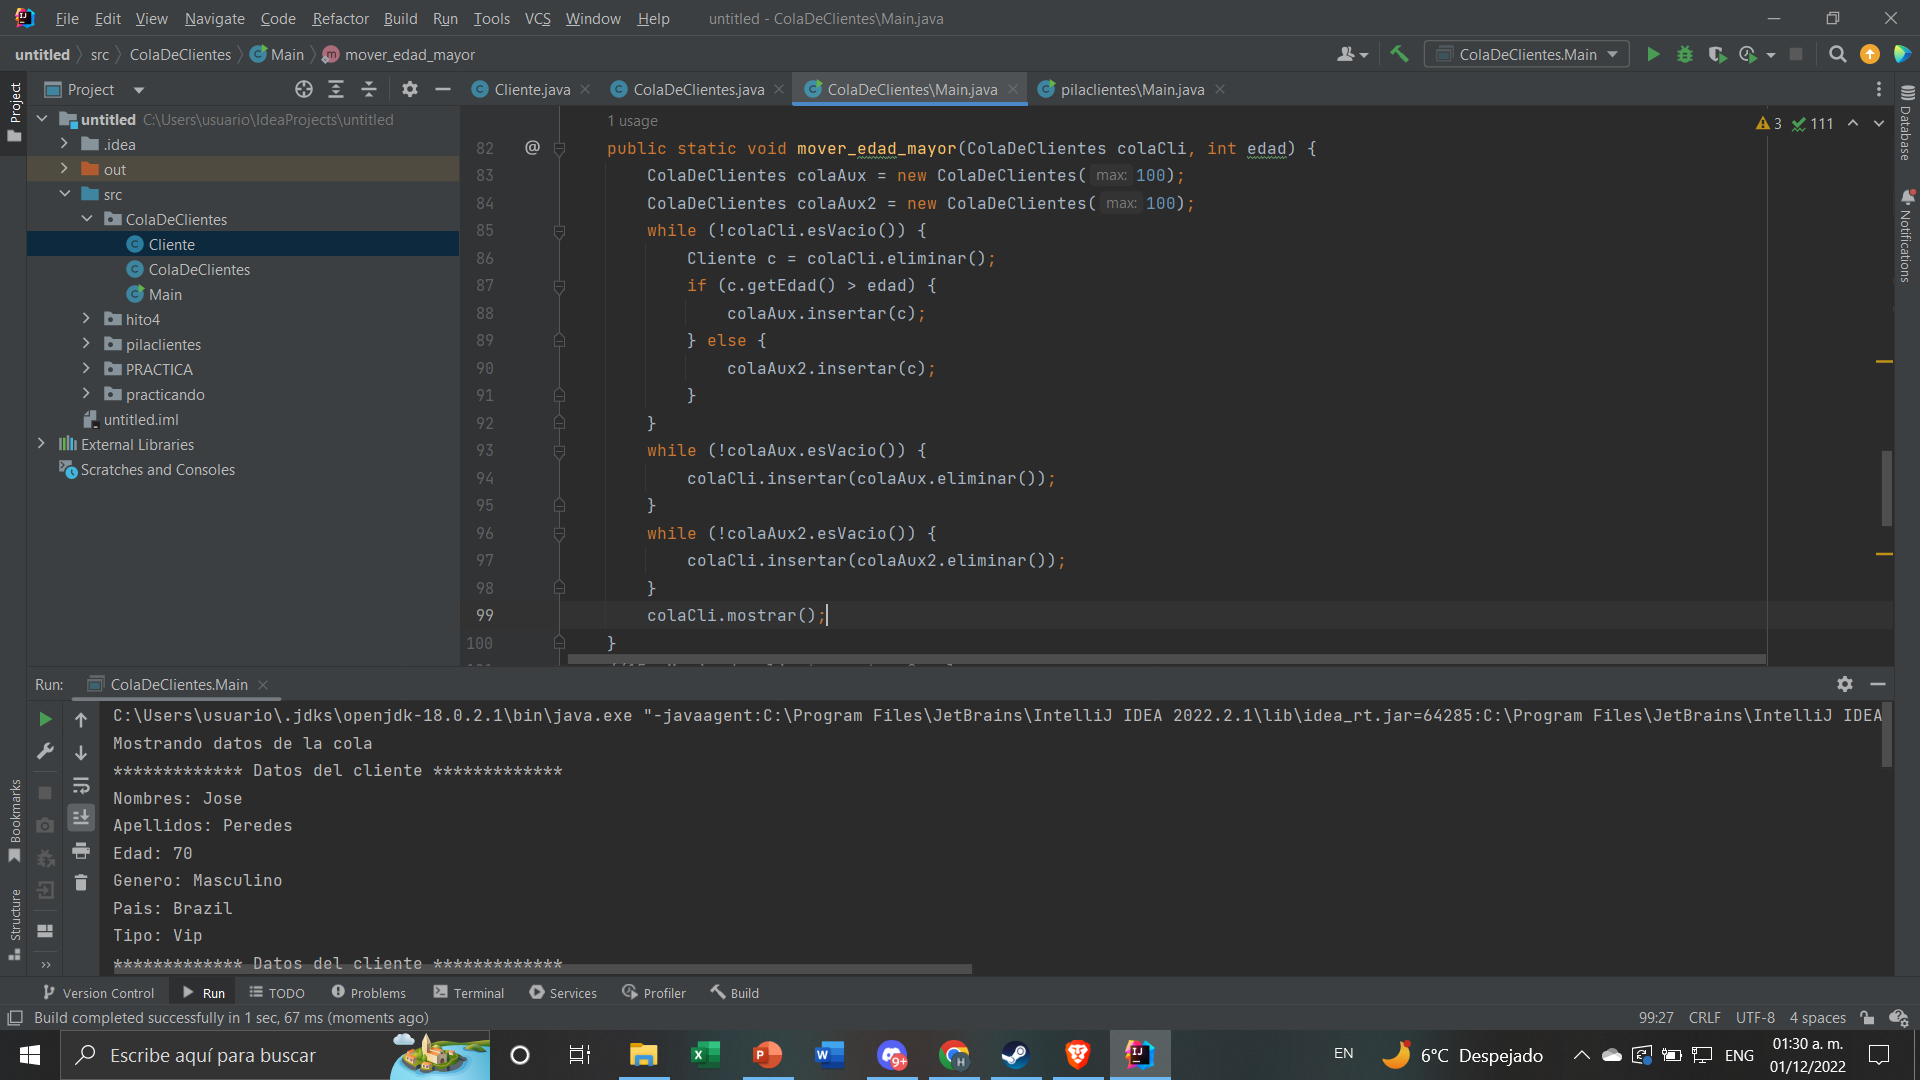 File Edit View Navigate Code Refactor Build Run Tools VCS Window Help untitled - ColaDeClientes\Main.java
untitled src ColaDeClientes Main mover_edad_mayor ColaDeClientes.Main
Project Cliente.java ColaDeClientes.java ColaDeClientes\Main.java pilaclientes\Main.java
Project
untitled C:\Users\usuario\IdeaProjects\untitled
.idea
out
src
ColaDeClientes
Cliente
ColaDeClientes
Main
hito4
pilaclientes
PRACTICA
practicando
untitled.iml
External Libraries
Scratches and Consoles
1 usage
3 111
82 @ public static void mover_edad_mayor(ColaDeClientes colaCli, int edad) {
83 ColaDeClientes colaAux = new ColaDeClientes( max: 100);
84 ColaDeClientes colaAux2 = new ColaDeClientes( max: 100);
85 while (!colaCli.esVacio()) {
86 Cliente c = colaCli.eliminar();
87 if (c.getEdad() > edad) {
88 colaAux.insertar(c);
89 } else {
90 colaAux2.insertar(c);
91 }
92 }
93 while (!colaAux.esVacio()) {
94 colaCli.insertar(colaAux.eliminar());
95 }
96 while (!colaAux2.esVacio()) {
97 colaCli.insertar(colaAux2.eliminar());
98 }
99 colaCli.mostrar();
100 }
Database
Notifications
Run: ColaDeClientes.Main
C:\Users\usuario\.jdks\openjdk-18.0.2.1\bin\java.exe "-javaagent:C:\Program Files\JetBrains\IntelliJ IDEA 2022.2.1\lib\idea_rt.jar=64285:C:\Program Files\JetBrains\IntelliJ IDEA
Mostrando datos de la cola
************* Datos del cliente *************
Nombres: Jose
Apellidos: Peredes
Edad: 70
Genero: Masculino
Pais: Brazil
Tipo: Vip
************* Datos del cliente *************
Bookmarks
Structure
Version Control Run TODO Problems Terminal Services Profiler Build
Build completed successfully in 1 sec, 67 ms (moments ago) 99:27 CRLF UTF-8 4 spaces
Escribe aquí para buscar 9+ EN 6°C Despejado ENG 01:30 a. m.
01/12/2022